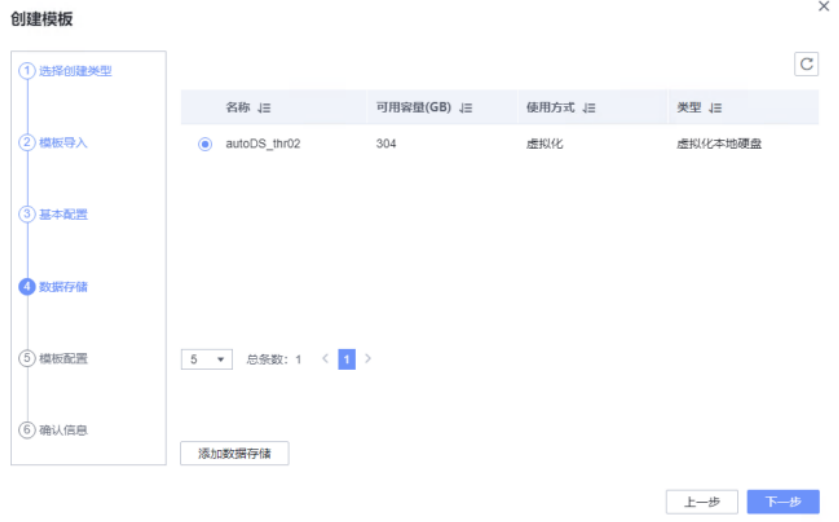 创建模板
1 选择创建类型
2 模板导入
3 基本配置
4 数据存储
5 模板配置
6 确认信息
名称 可用容量(GB) 使用方式 类型
autoDS_thr02 304 虚拟化 虚拟化本地硬盘
5 总条数: 1 < 1 >
添加数据存储
上一步 下一步